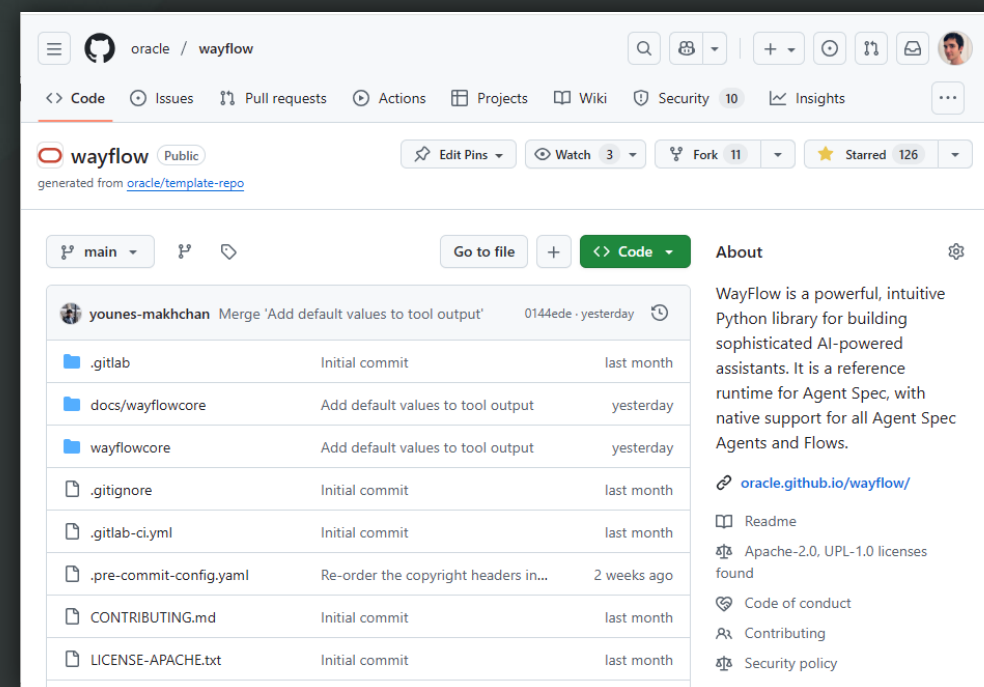 oracle / wayflow
Code Issues Pull requests Actions Projects Wiki Security 10 Insights
wayflow Public
Edit Pins Watch 3 Fork 11 Starred 126
generated from oracle/template-repo
main Go to file + Code
younes-makhchan Merge 'Add default values to tool output' 0144ede · yesterday
.gitlab Initial commit last month
docs/wayflowcore Add default values to tool output yesterday
wayflowcore Add default values to tool output yesterday
.gitignore Initial commit last month
.gitlab-ci.yml Initial commit last month
.pre-commit-config.yaml Re-order the copyright headers in... 2 weeks ago
CONTRIBUTING.md Initial commit last month
LICENSE-APACHE.txt Initial commit last month
About
WayFlow is a powerful, intuitive
Python library for building
sophisticated AI-powered
assistants. It is a reference
runtime for Agent Spec, with
native support for all Agent Spec
Agents and Flows.
oracle.github.io/wayflow/
Readme
Apache-2.0, UPL-1.0 licenses
found
Code of conduct
Contributing
Security policy